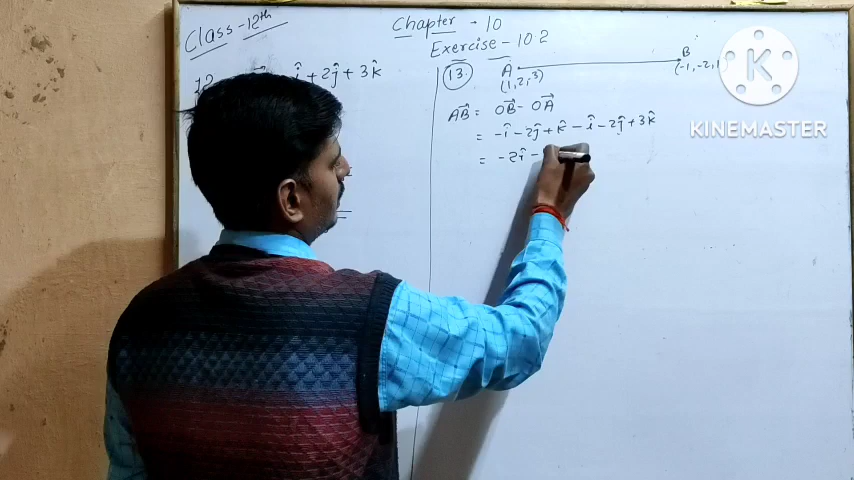 Class-12th
Chapter - 10
Exercise - 10.2
12
î + 2ĵ + 3k̂
13.
A
(1, 2, 3)
B
(-1, -2, 1
AB⃗ = OB⃗ - OA⃗
= -î - 2ĵ + k̂ - î - 2ĵ + 3k̂
= -2î -
K
KINEMASTER